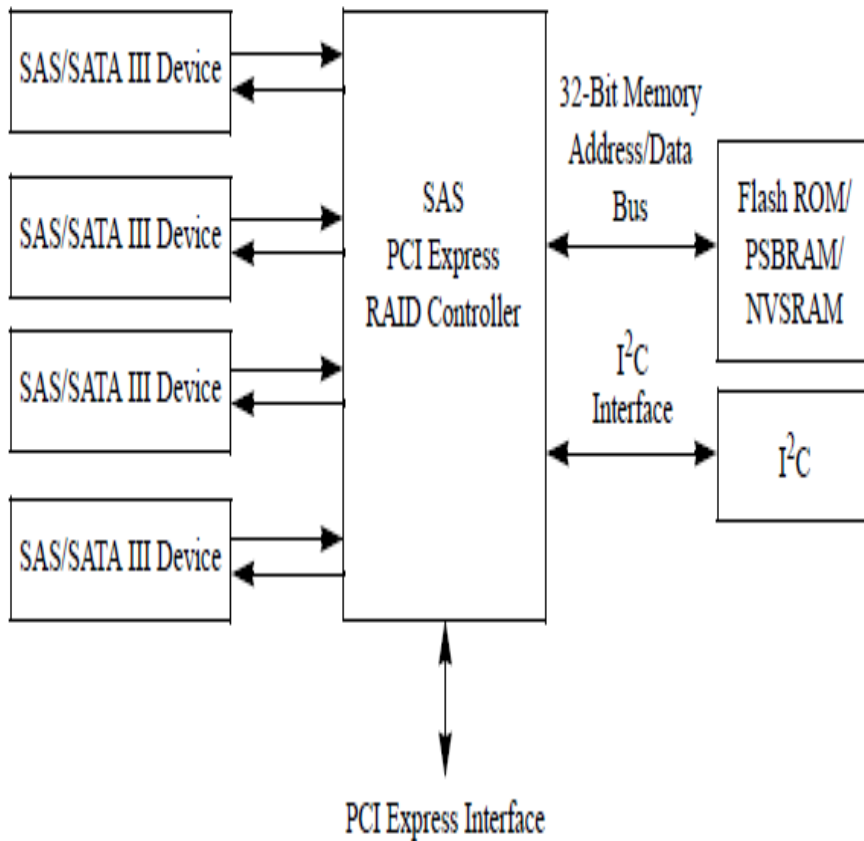 SAS/SATA III Device
SAS/SATA III Device
SAS/SATA III Device
SAS/SATA III Device
SAS
PCI Express
RAID Controller
32-Bit Memory
Address/Data
Bus
I²C
Interface
Flash ROM/
PSBRAM/
NVSRAM
I²C
PCI Express Interface